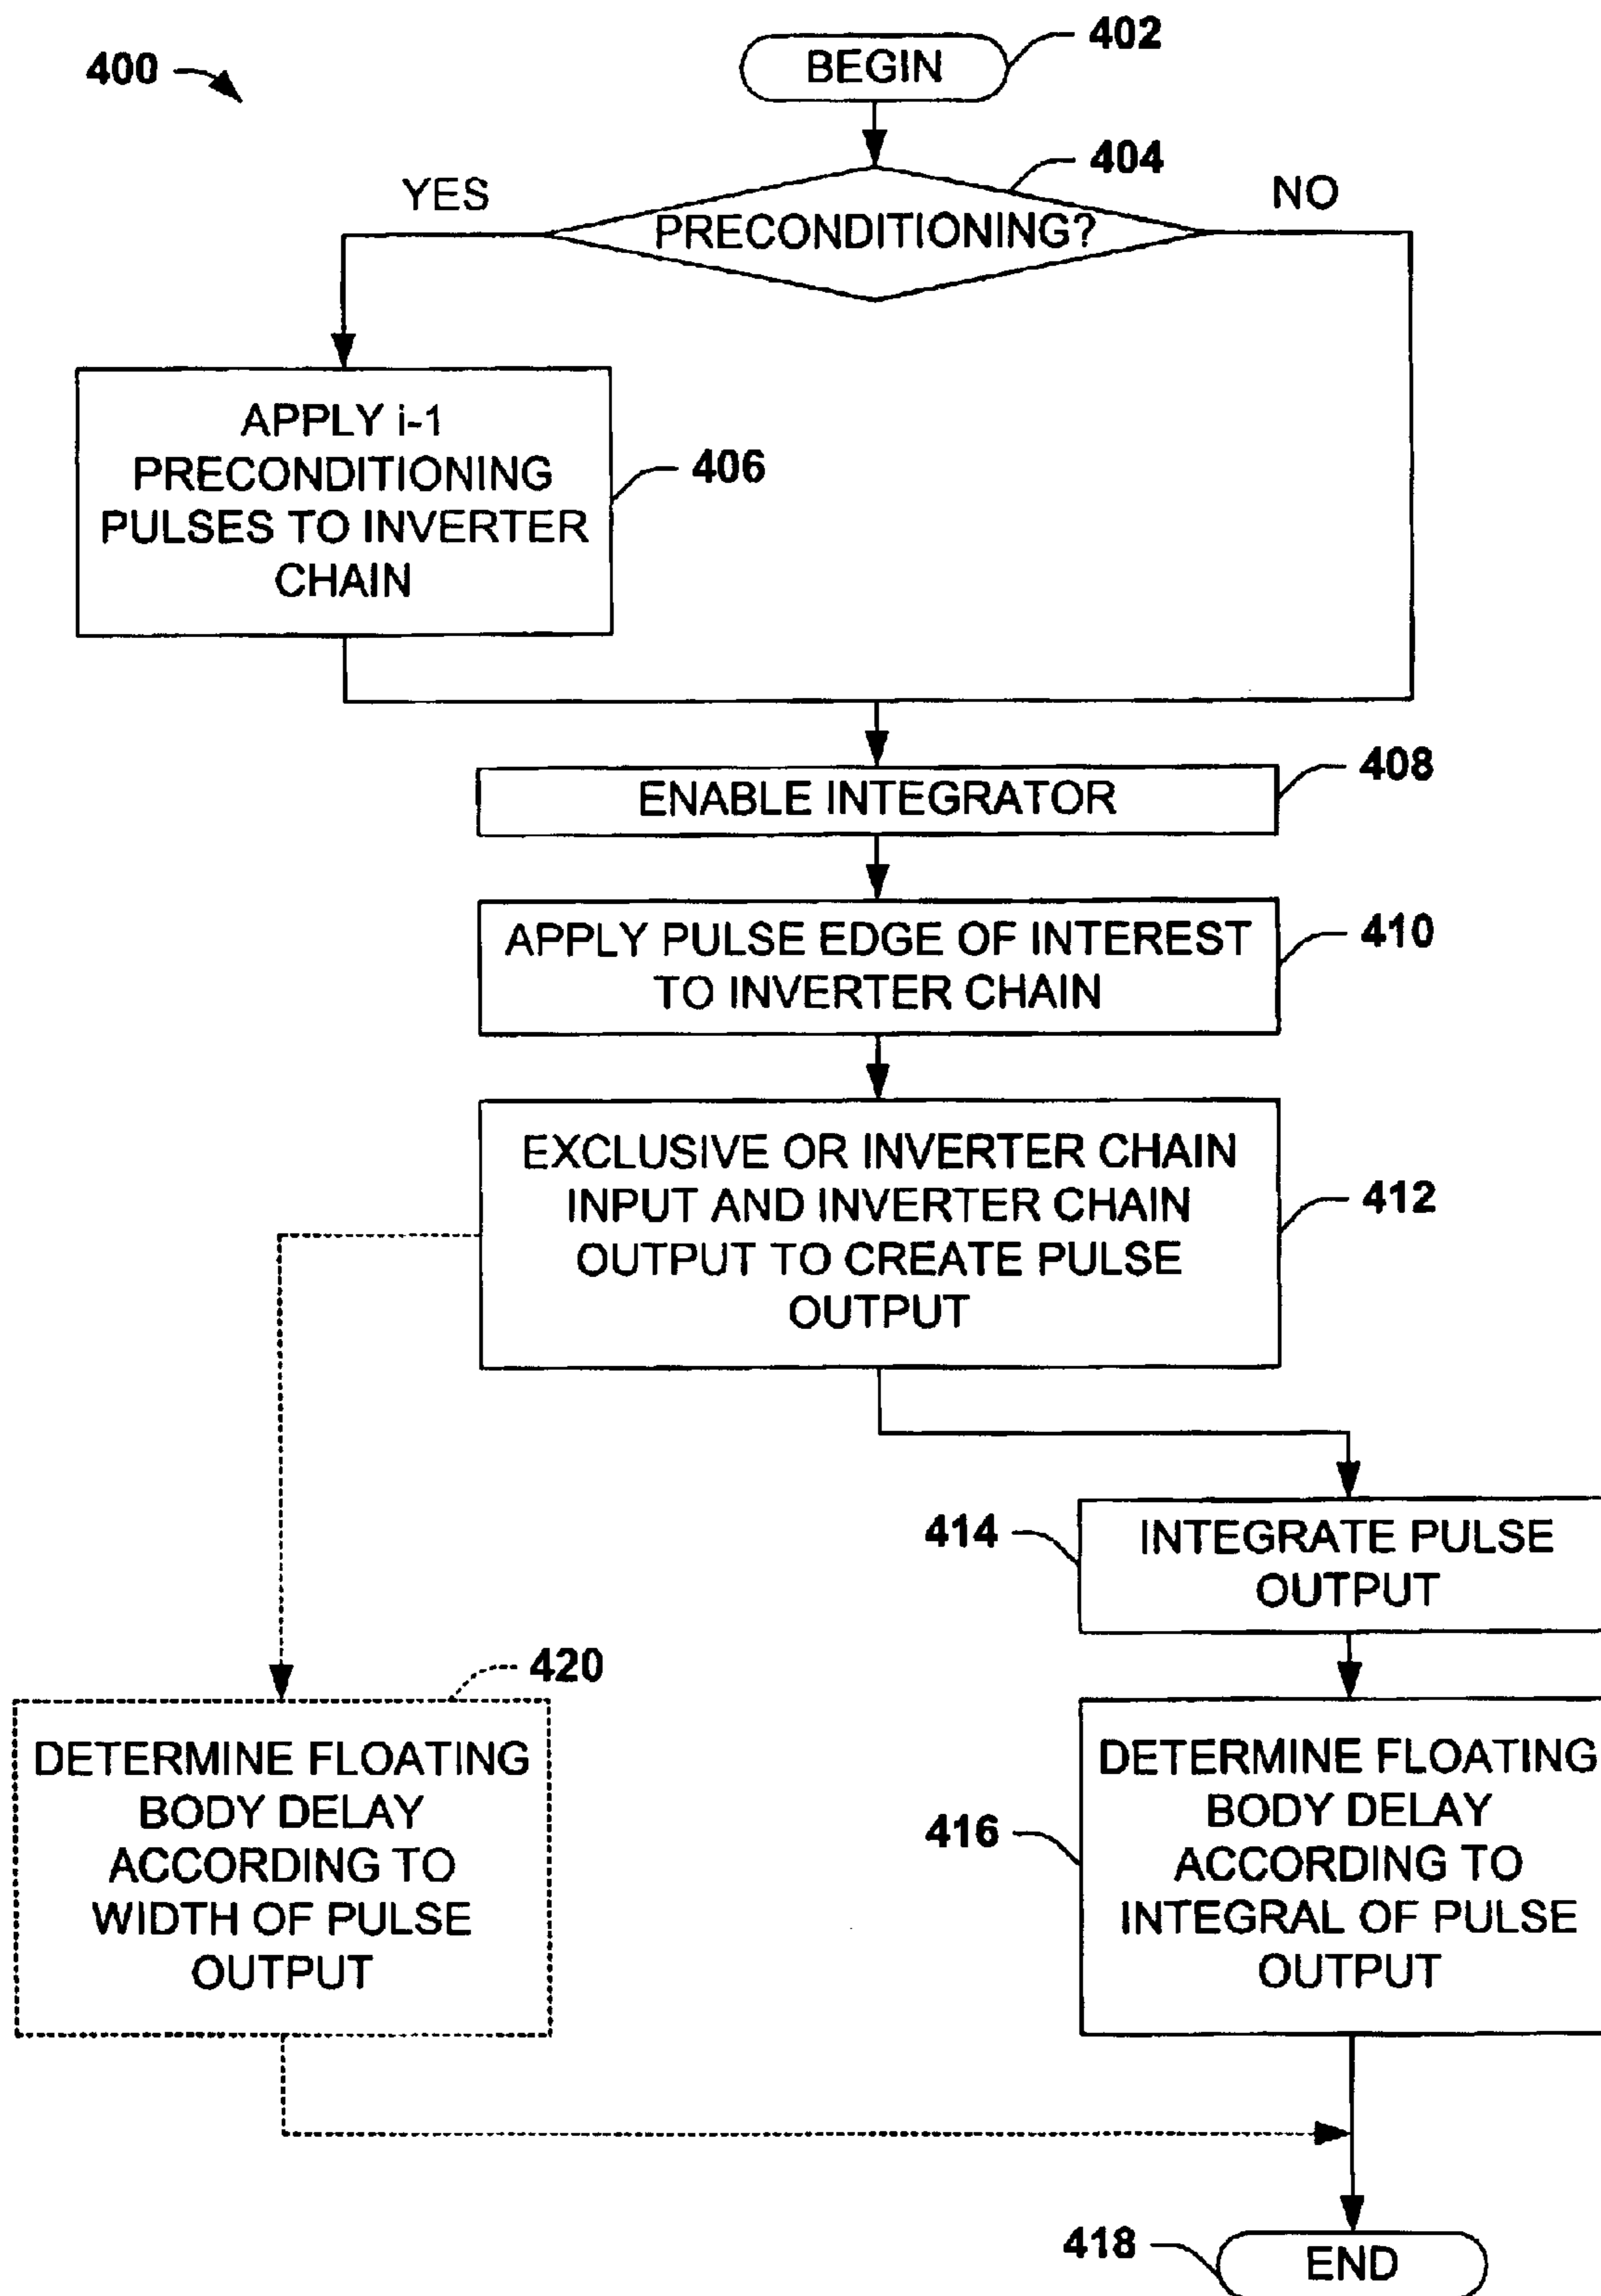 400
BEGIN
402
404
YES
NO
PRECONDITIONING?
APPLY i-1
PRECONDITIONING
PULSES TO INVERTER
CHAIN
406
ENABLE INTEGRATOR
408
APPLY PULSE EDGE OF INTEREST
TO INVERTER CHAIN
410
EXCLUSIVE OR INVERTER CHAIN
INPUT AND INVERTER CHAIN
OUTPUT TO CREATE PULSE
OUTPUT
412
414
INTEGRATE PULSE
OUTPUT
420
DETERMINE FLOATING
BODY DELAY
ACCORDING TO
WIDTH OF PULSE
OUTPUT
416
DETERMINE FLOATING
BODY DELAY
ACCORDING TO
INTEGRAL OF PULSE
OUTPUT
418
END